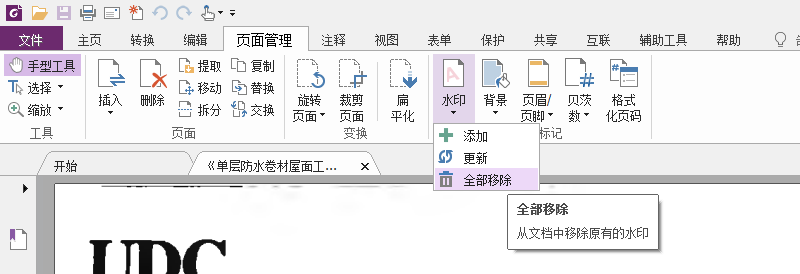 文件 主页 转换 编辑 页面管理 注释 视图 表单 保护 共享 互联 辅助工具 帮助
手型工具
选择
缩放
工具
插入 删除
提取 复制
移动 替换
拆分 交换
页面
旋转页面 裁剪页面 扁平化
变换
水印 背景 页眉/页脚 贝茨数 格式化页码
标记
添加
更新
全部移除
开始 《单层防水卷材屋面工...
全部移除
从文档中移除原有的水印
UDC